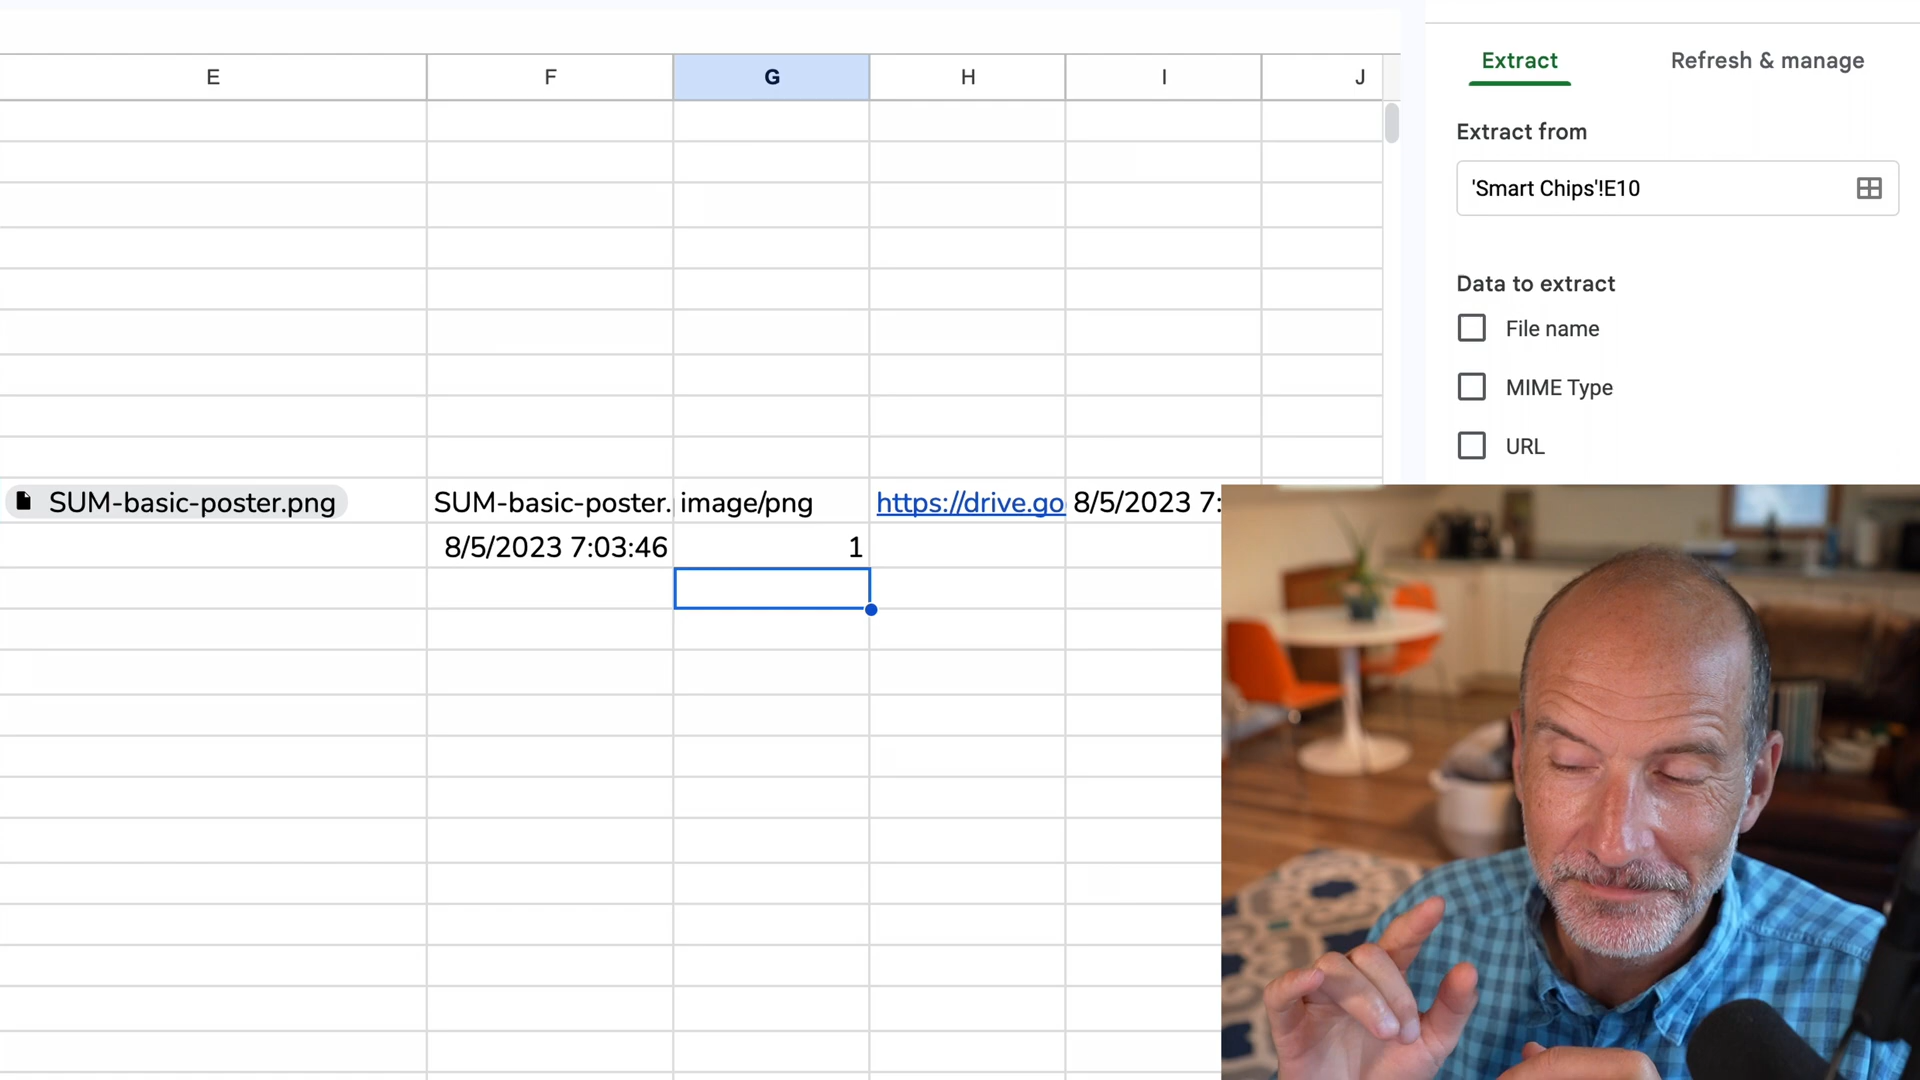 E F G H I J
SUM-basic-poster.png SUM-basic-poster. image/png https://drive.go 8/5/2023 7:
8/5/2023 7:03:46 1
Extract Refresh & manage
Extract from
'Smart Chips'!E10
Data to extract
File name
MIME Type
URL